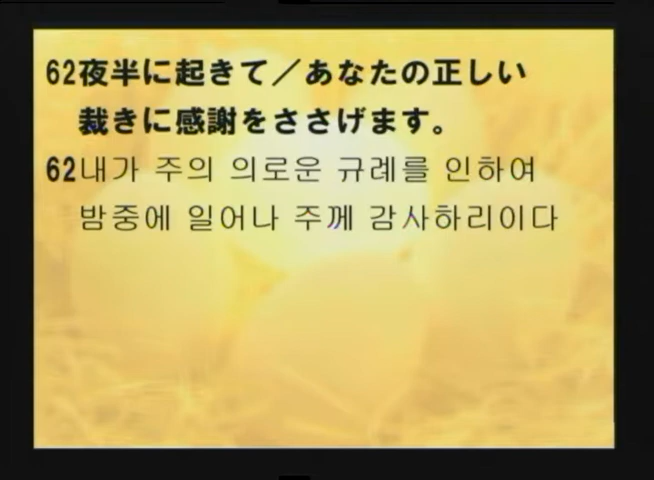 62夜半に起きて／あなたの正しい
裁きに感謝をささげます。
62내가 주의 의로운 규례를 인하여
밤중에 일어나 주께 감사하리이다